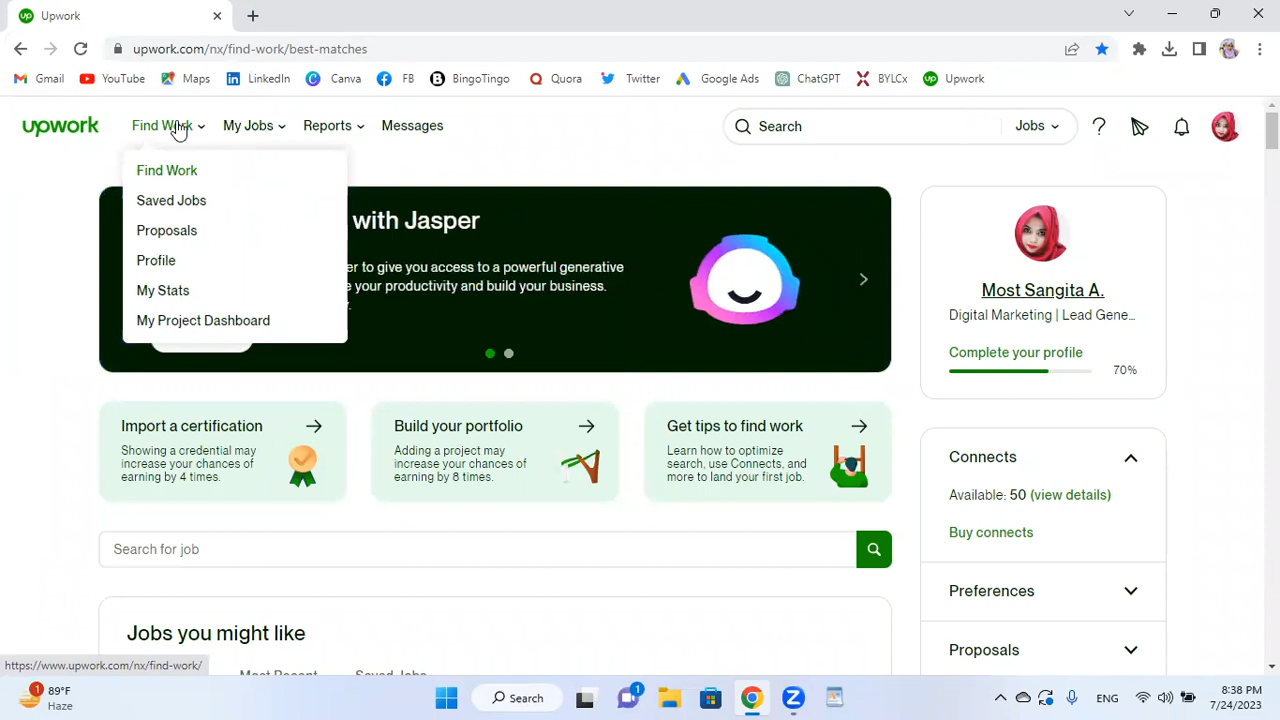 Upwork
upwork.com/nx/find-work/best-matches
Gmail YouTube Maps LinkedIn Canva FB BingoTingo Quora Twitter Google Ads ChatGPT BYLCx Upwork
upwork Find Work My Jobs Reports Messages Search Jobs
Find Work
Saved Jobs
Proposals
Profile
My Stats
My Project Dashboard
with Jasper
er to give you access to a powerful generative
e your productivity and build your business.
Most Sangita A.
Digital Marketing | Lead Gene...
Complete your profile
70%
Import a certification
Showing a credential may
increase your chances of
earning by 4 times.
Build your portfolio
Adding a project may
increase your chances of
earning by 8 times.
Get tips to find work
Learn how to optimize
search, use Connects, and
more to land your first job.
Connects
Available: 50 (view details)
Buy connects
Search for job
Preferences
Jobs you might like
Proposals
Most Recent Saved Jobs
https://www.upwork.com/nx/find-work/
1
89°F
Haze
Search
1
ENG
8:38 PM
7/24/2023